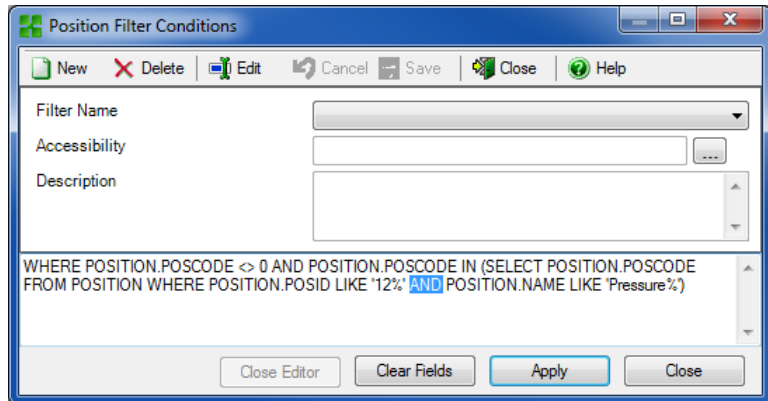 Position Filter Conditions
New Delete Edit Cancel Save Close Help
Filter Name
Accessibility
...
Description
WHERE POSITION.POSCODE <> 0 AND POSITION.POSCODE IN (SELECT POSITION.POSCODE
FROM POSITION WHERE POSITION.POSID LIKE '12%' AND POSITION.NAME LIKE 'Pressure%')
Close Editor Clear Fields Apply Close